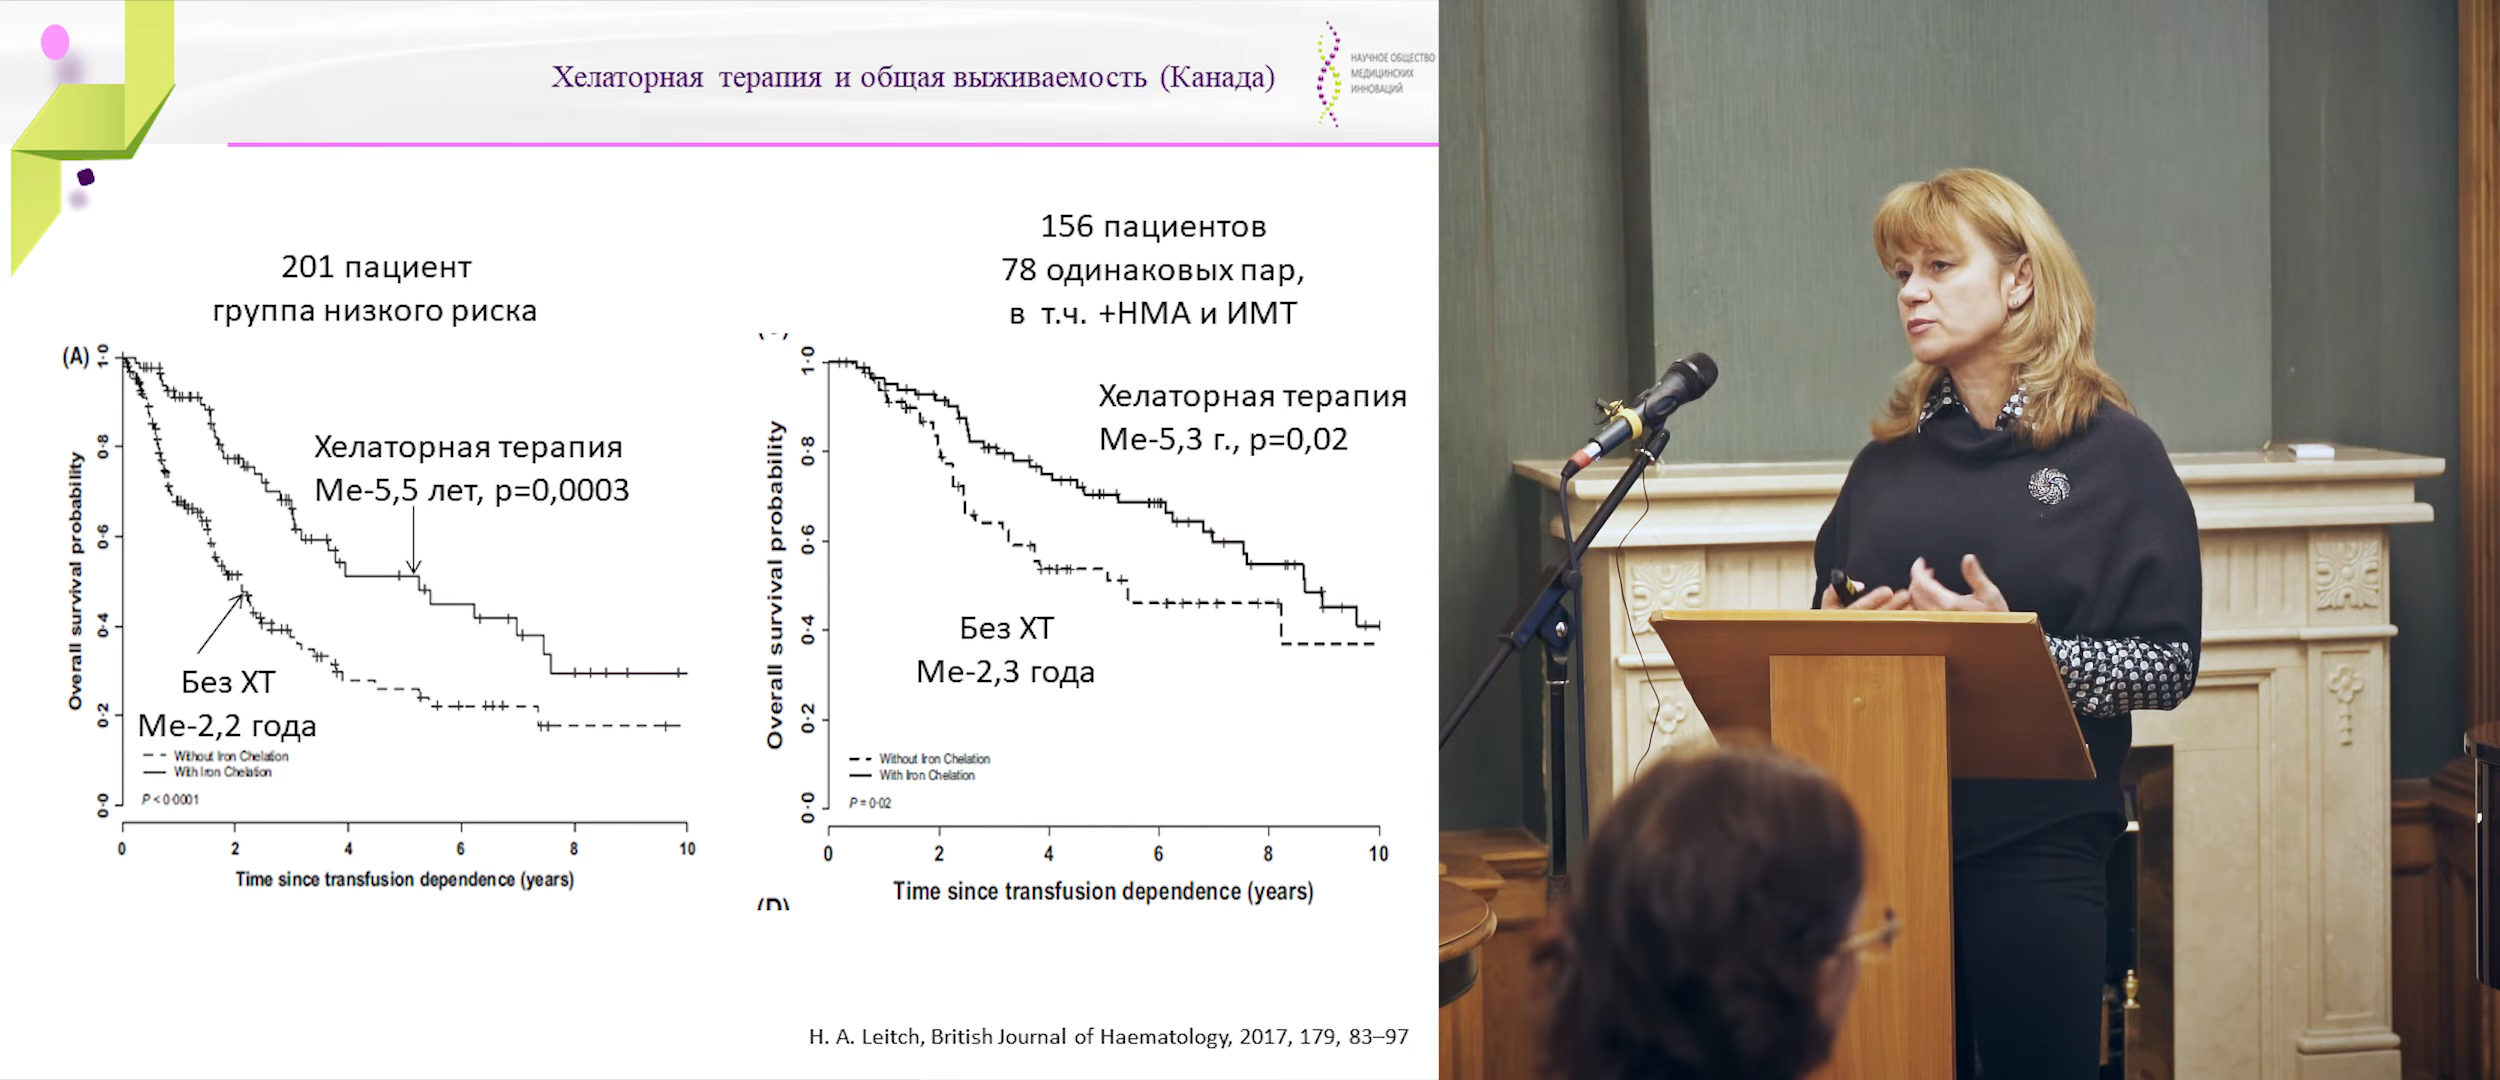 Хелаторная терапия и общая выживаемость (Канада)
НАУЧНОЕ ОБЩЕСТВО
МЕДИЦИНСКИХ
ИННОВАЦИЙ
201 пациент
группа низкого риска
(A)
1·0
0·8
0·6
0·4
0·2
0·0
Overall survival probability
Хелаторная терапия
Ме-5,5 лет, p=0,0003
Без ХТ
Ме-2,2 года
Without Iron Chelation
With Iron Chelation
P < 0·0001
0 2 4 6 8 10
Time since transfusion dependence (years)
156 пациентов
78 одинаковых пар,
в т.ч. +НМА и ИМТ
1·0
0·8
0·6
0·4
0·2
0·0
Overall survival probability
Хелаторная терапия
Ме-5,3 г., p=0,02
Без ХТ
Ме-2,3 года
Without Iron Chelation
With Iron Chelation
P = 0·02
0 2 4 6 8 10
Time since transfusion dependence (years)
(D)
H. A. Leitch, British Journal of Haematology, 2017, 179, 83–97